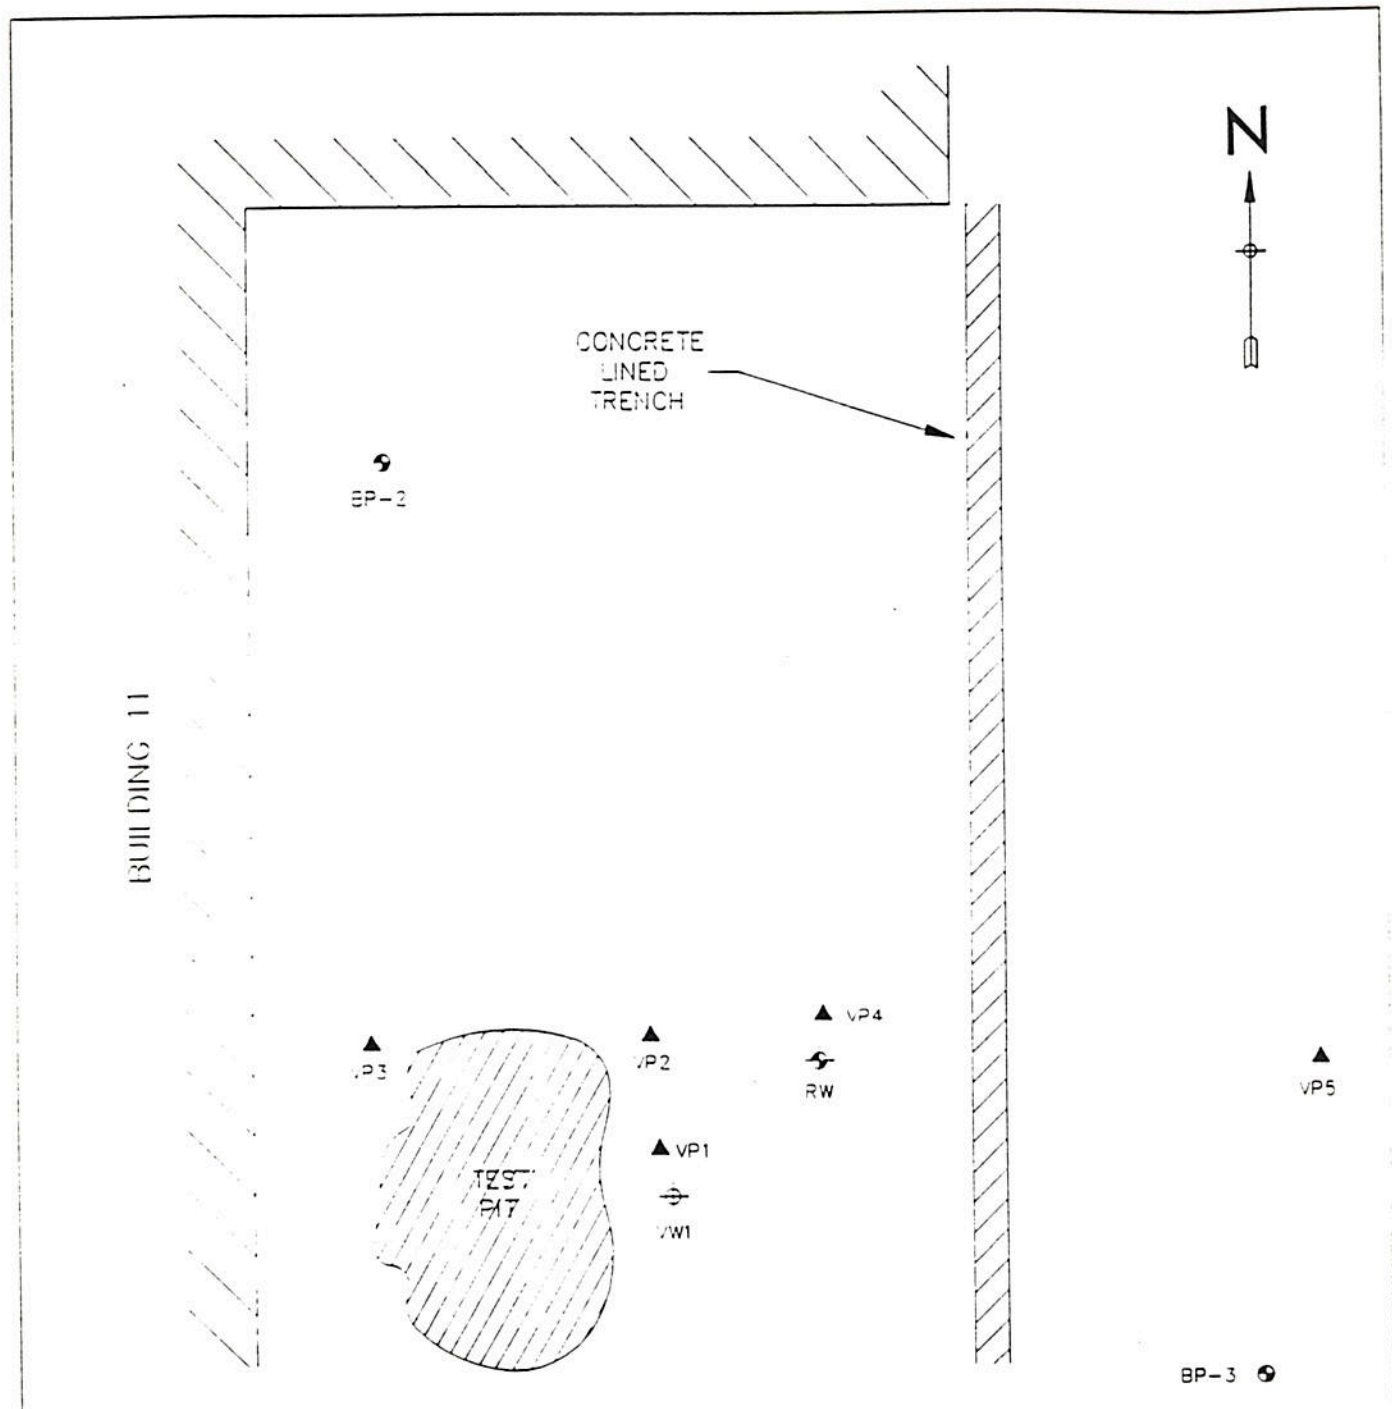 N
CONCRETE
LINED
TRENCH
BP-2
BUILDING 11
VP4
VP3
VP2
RW
VP5
VP1
TEST
PIT
VW1
BP-3